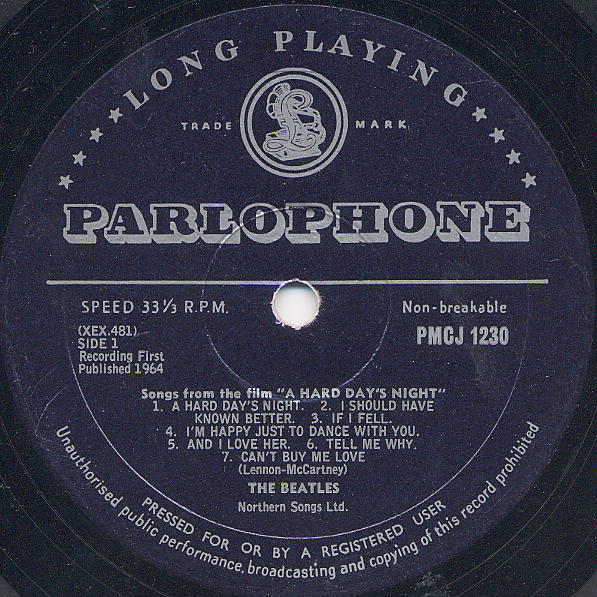 LONG PLAYING
TRADE MARK
£
PARLOPHONE
SPEED 33⅓ R.P.M.
Non-breakable
(XEX.481)
PMCJ 1230
SIDE 1
Recording First
Published 1964
Songs from the film "A HARD DAY'S NIGHT"
1. A HARD DAY'S NIGHT. 2. I SHOULD HAVE
KNOWN BETTER. 3. IF I FELL.
4. I'M HAPPY JUST TO DANCE WITH YOU.
5. AND I LOVE HER. 6. TELL ME WHY.
7. CAN'T BUY ME LOVE
(Lennon-McCartney)
THE BEATLES
Northern Songs Ltd.
PRESSED FOR OR BY A REGISTERED USER
Unauthorised public performance, broadcasting and copying of this record prohibited